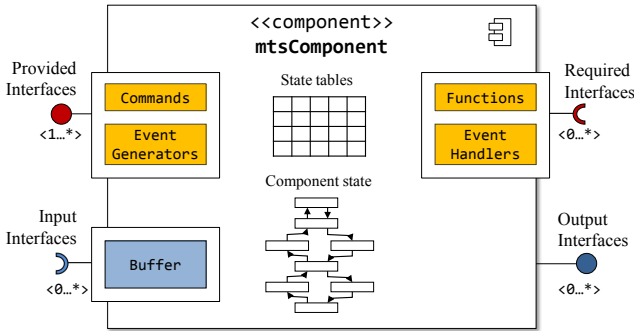 <<component>>
mtsComponent
Provided
Interfaces
<1…*>
Commands
Event
Generators
State tables
Functions
Event
Handlers
Required
Interfaces
<0…*>
Component state
Input
Interfaces
<0…*>
Buffer
Output
Interfaces
<0…*>